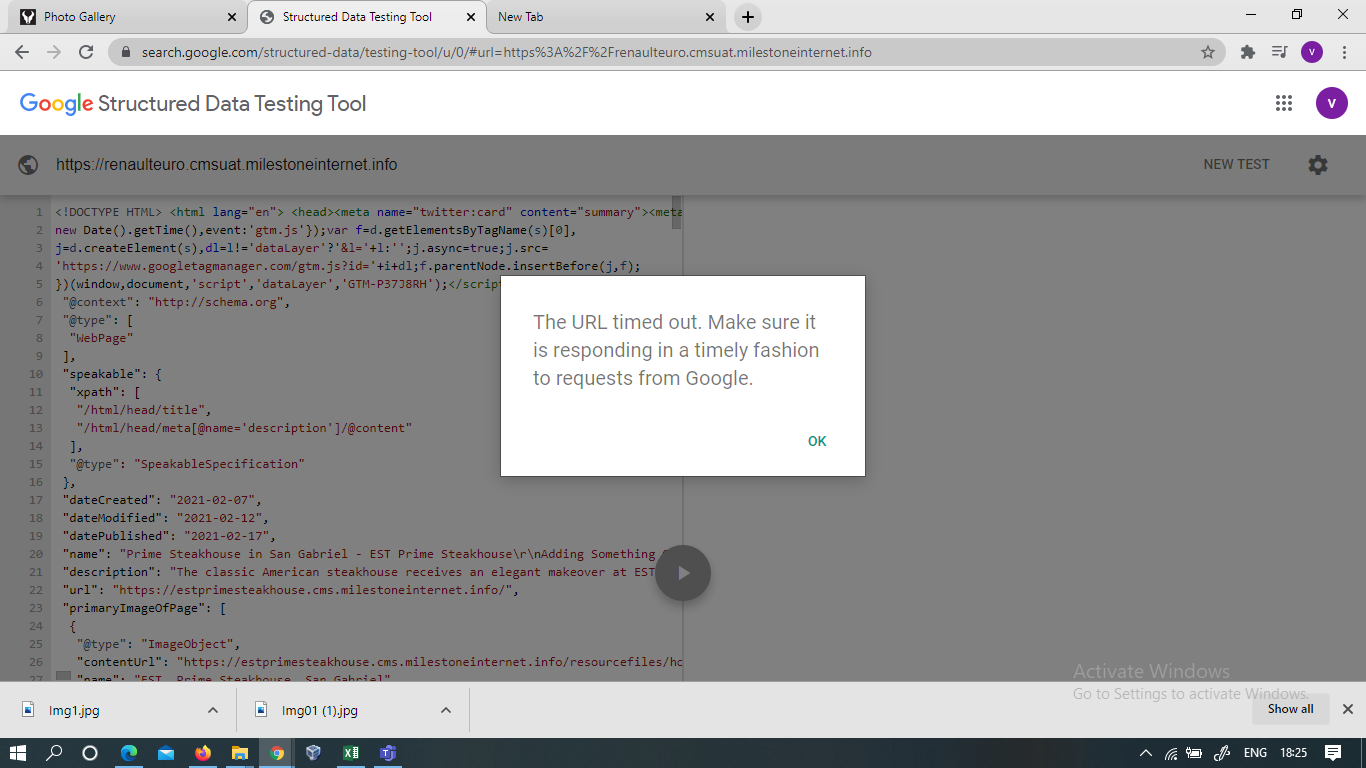 Photo Gallery
Structured Data Testing Tool
New Tab
search.google.com/structured-data/testing-tool/u/0/#url=https%3A%2F%2Frenaulteuro.cmsuat.milestoneinternet.info
V
Google Structured Data Testing Tool
V
https://renaulteuro.cmsuat.milestoneinternet.info
NEW TEST
1 <!DOCTYPE HTML> <html lang="en"> <head><meta name="twitter:card" content="summary"><meta
2 new Date().getTime(),event:'gtm.js'});var f=d.getElementsByTagName(s)[0],
3 j=d.createElement(s),dl=l!='dataLayer'?'&l='+l:'';j.async=true;j.src=
4 'https://www.googletagmanager.com/gtm.js?id='+i+dl;f.parentNode.insertBefore(j,f);
5 })(window,document,'script','dataLayer','GTM-P37J8RH');</script
6 "@context": "http://schema.org",
7 "@type": [
8 "WebPage"
9 ],
10 "speakable": {
11 "xpath": [
12 "/html/head/title",
13 "/html/head/meta[@name='description']/@content"
14 ],
15 "@type": "SpeakableSpecification"
16 },
17 "dateCreated": "2021-02-07",
18 "dateModified": "2021-02-12",
19 "datePublished": "2021-02-17",
20 "name": "Prime Steakhouse in San Gabriel - EST Prime Steakhouse\r\nAdding Something
21 "description": "The classic American steakhouse receives an elegant makeover at EST
22 "url": "https://estprimesteakhouse.cms.milestoneinternet.info/",
23 "primaryImageOfPage": [
24 {
25 "@type": "ImageObject",
26 "contentUrl": "https://estprimesteakhouse.cms.milestoneinternet.info/resourcefiles/hc
27 "name": "EST Prime Steakhouse San Gabriel"
The URL timed out. Make sure it
is responding in a timely fashion
to requests from Google.
OK
Activate Windows
Go to Settings to activate Windows.
Img1.jpg
Img01 (1).jpg
Show all
ENG
18:25